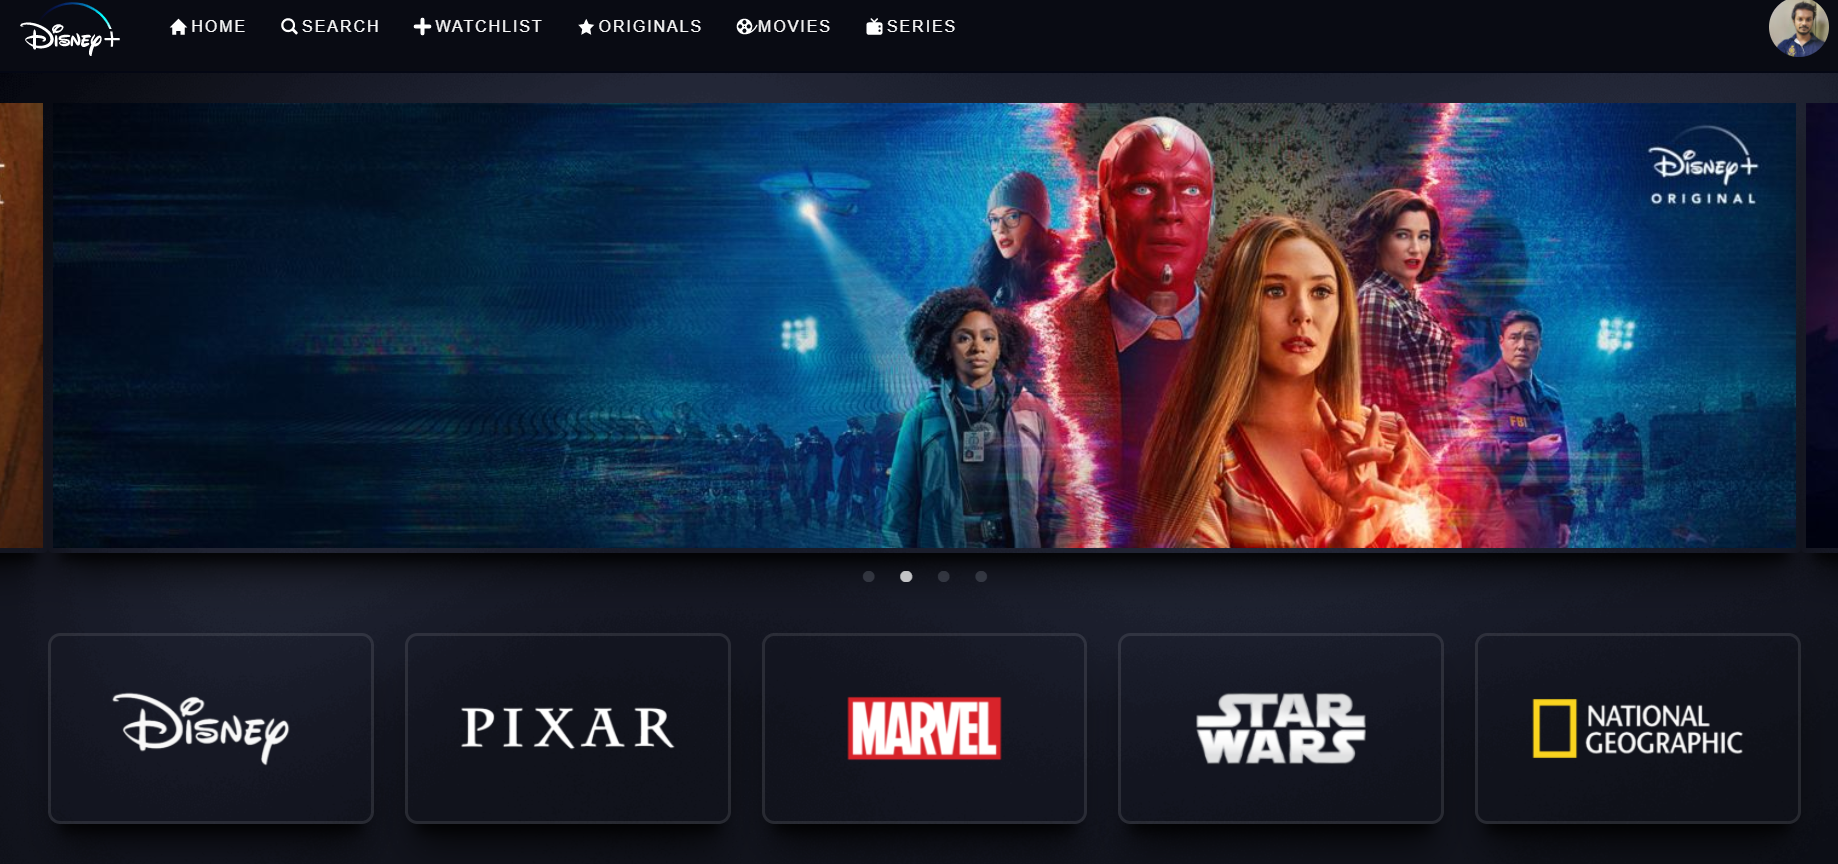 Disney+
HOME
SEARCH
WATCHLIST
ORIGINALS
MOVIES
SERIES
Disney+
ORIGINAL
FBI
Disney
PIXAR
MARVEL
STAR
WARS
NATIONAL
GEOGRAPHIC